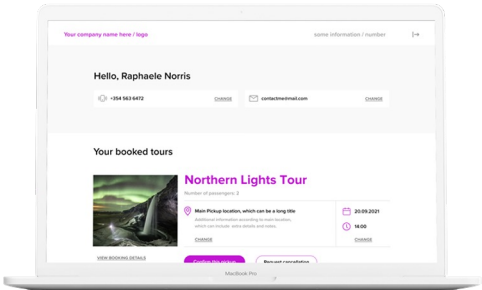 Your company name here / logo
some information / number
Hello, Raphaele Norris
+354 563 6472
CHANGE
contactme@mail.com
CHANGE
Your booked tours
Northern Lights Tour
Number of passengers: 2
Main Pickup location, which can be a long title
Additional information according to main location,
which can include extra details and notes.
CHANGE
20.09.2021
14:00
CHANGE
VIEW BOOKING DETAILS
Confirm this pickup
Request cancellation
MacBook Pro